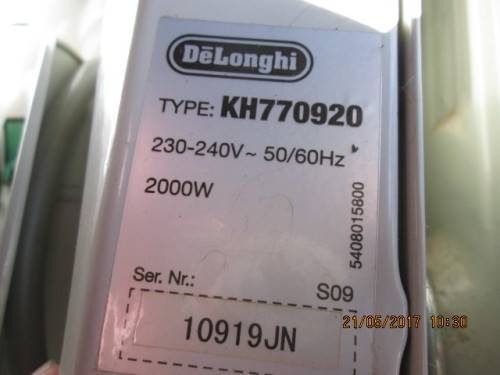 DeLonghi
TYPE: KH770920
230-240V~ 50/60Hz
2000W
5408015800
Ser. Nr.:
S09
10919JN
21/05/2017 10:30